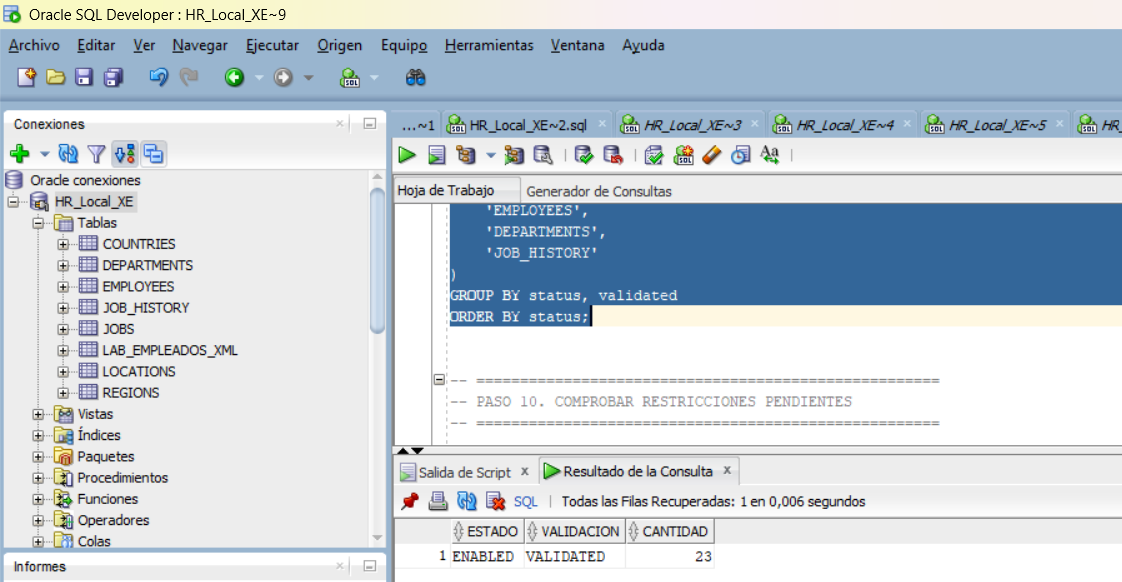 Oracle SQL Developer : HR_Local_XE~9
Archivo Editar Ver Navegar Ejecutar Origen Equipo Herramientas Ventana Ayuda
SQL
Conexiones
Oracle conexiones
HR_Local_XE
Tablas
COUNTRIES
DEPARTMENTS
EMPLOYEES
JOB_HISTORY
JOBS
LAB_EMPLEADOS_XML
LOCATIONS
REGIONS
Vistas
Índices
Paquetes
Procedimientos
Funciones
Operadores
Colas
Informes
...~1 HR_Local_XE~2.sql HR_Local_XE~3 HR_Local_XE~4 HR_Local_XE~5 HR_
Hoja de Trabajo Generador de Consultas
'EMPLOYEES',
'DEPARTMENTS',
'JOB_HISTORY'
)
GROUP BY status, validated
ORDER BY status;
-- =====================================================
-- PASO 10. COMPROBAR RESTRICCIONES PENDIENTES
-- =====================================================
Salida de Script x Resultado de la Consulta x
SQL | Todas las Filas Recuperadas: 1 en 0,006 segundos
ESTADO VALIDACION CANTIDAD
1 ENABLED VALIDATED 23